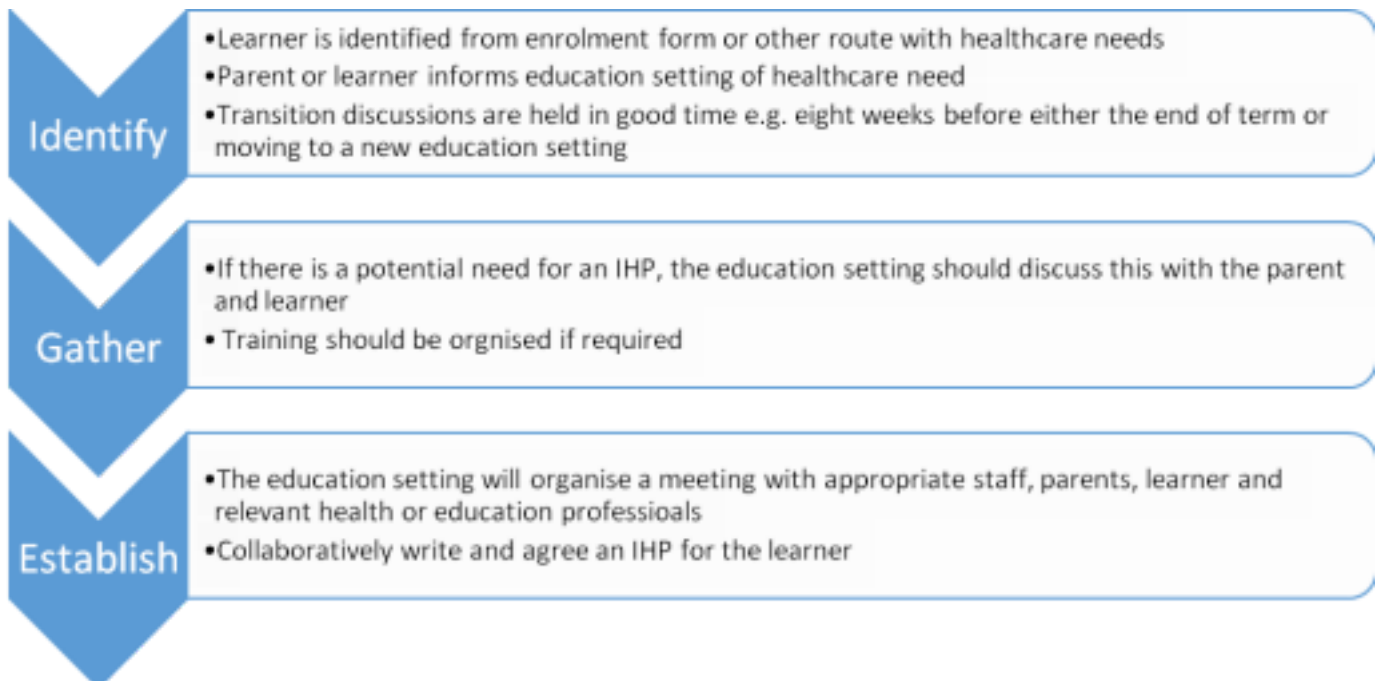 Identify
•Learner is identified from enrolment form or other route with healthcare needs
•Parent or learner informs education setting of healthcare need
•Transition discussions are held in good time e.g. eight weeks before either the end of term or
moving to a new education setting
Gather
•If there is a potential need for an IHP, the education setting should discuss this with the parent
and learner
• Training should be orgnised if required
Establish
•The education setting will organise a meeting with appropriate staff, parents, learner and
relevant health or education professioals
•Collaboratively write and agree an IHP for the learner